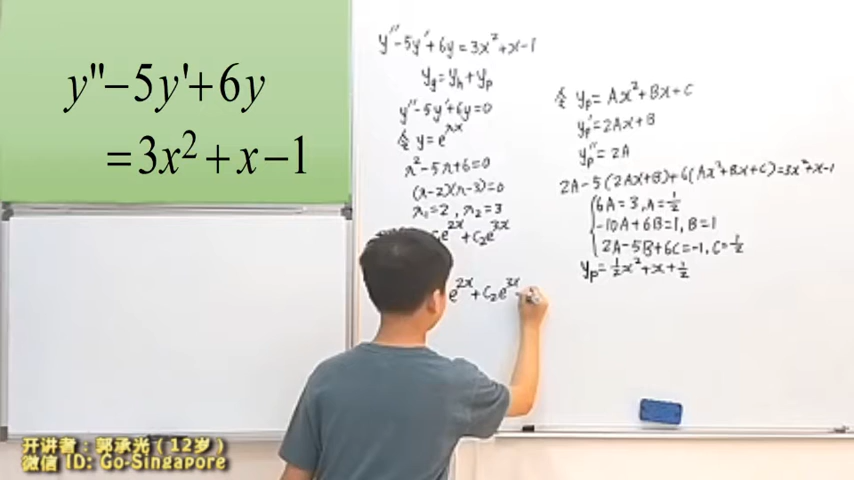 y"−5y'+6y
=3x²+x−1
y''−5y'+6y=3x²+x−1
y_g=y_h+y_p
y''−5y'+6y=0
令 y=e^{λx}
λ²−5λ+6=0
(λ−2)(λ−3)=0
λ₁=2, λ₂=3
e^{2x}+C₂e^{3x}
e^{2x}+C₂e^{3x}
令 y_p=Ax²+Bx+C
y_p'=2Ax+B
y_p''=2A
2A−5(2Ax+B)+6(Ax²+Bx+C)=3x²+x−1
6A=3, A=1/2
−10A+6B=1, B=1
2A−5B+6C=−1, C=1/2
y_p=1/2x²+x+1/2
开讲者：郭承光（12岁）
微信 ID: Go-Singapore